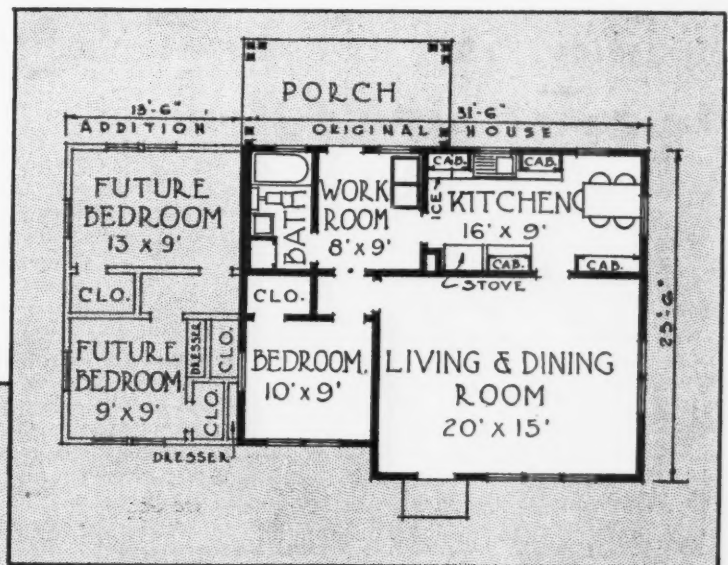 PORCH
13'-6"
31'-6"
ADDITION
ORIGINAL HOUSE
FUTURE
BEDROOM
13 x 9'
BATH
WORK
ROOM
8' x 9'
CAB.
CAB.
ICE
KITCHEN
16' x 9'
CAB.
CAB.
STOVE
CLO.
CLO.
FUTURE
BEDROOM
9' x 9'
DRESSER
CLO.
CLO.
DRESSER
BEDROOM.
10' x 9'
LIVING & DINING
ROOM
20' x 15'
25'-6"